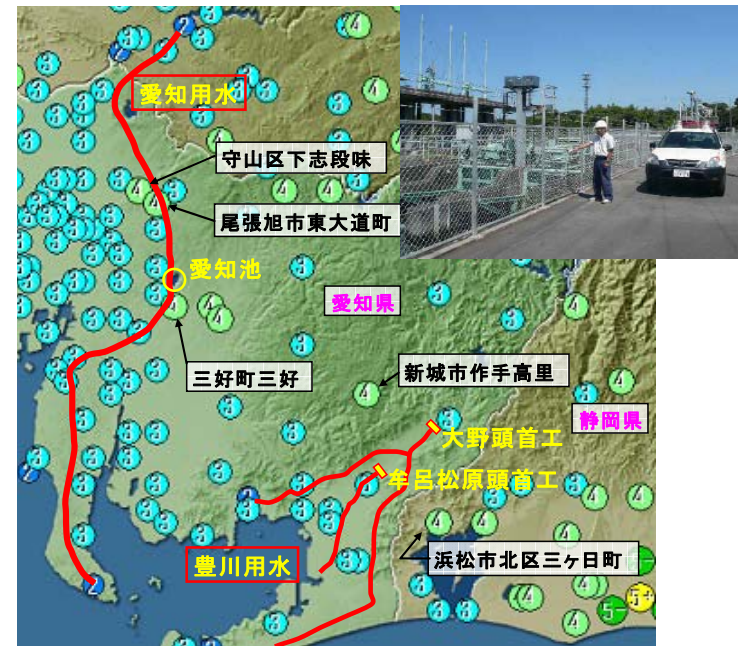 愛知用水
守山区下志段味
尾張旭市東大道町
愛知池
愛知県
三好町三好
新城市作手高里
静岡県
大野頭首工
牟呂松原頭首工
豊川用水
浜松市北区三ヶ日町
5-
5+